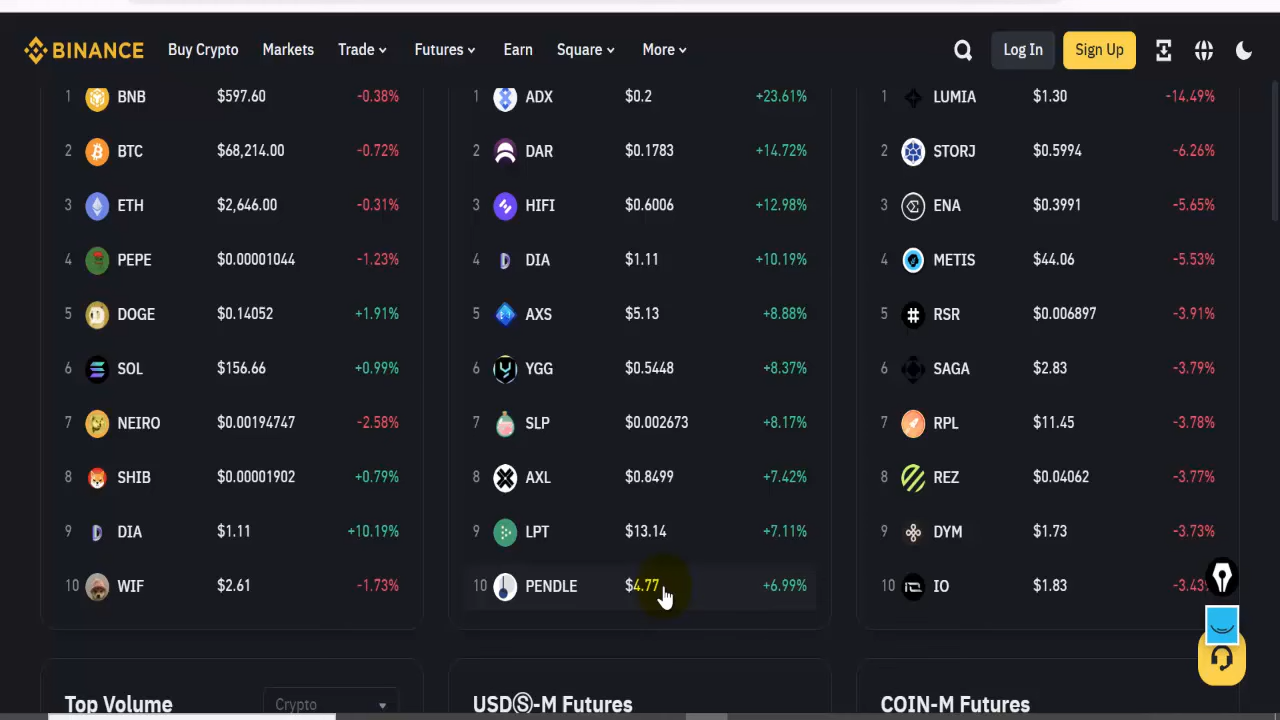 BINANCE Buy Crypto Markets Trade Futures Earn Square More Log In Sign Up
1 BNB $597.60 -0.38%
2 BTC $68,214.00 -0.72%
3 ETH $2,646.00 -0.31%
4 PEPE $0.00001044 -1.23%
5 DOGE $0.14052 +1.91%
6 SOL $156.66 +0.99%
7 NEIRO $0.00194747 -2.58%
8 SHIB $0.00001902 +0.79%
9 DIA $1.11 +10.19%
10 WIF $2.61 -1.73%
1 ADX $0.2 +23.61%
2 DAR $0.1783 +14.72%
3 HIFI $0.6006 +12.98%
4 DIA $1.11 +10.19%
5 AXS $5.13 +8.88%
6 YGG $0.5448 +8.37%
7 SLP $0.002673 +8.17%
8 AXL $0.8499 +7.42%
9 LPT $13.14 +7.11%
10 PENDLE $4.77 +6.99%
1 LUMIA $1.30 -14.49%
2 STORJ $0.5994 -6.26%
3 ENA $0.3991 -5.65%
4 METIS $44.06 -5.53%
5 RSR $0.006897 -3.91%
6 SAGA $2.83 -3.79%
7 RPL $11.45 -3.78%
8 REZ $0.04062 -3.77%
9 DYM $1.73 -3.73%
10 IO $1.83 -3.43%
Top Volume Crypto
USDⓈ-M Futures
COIN-M Futures